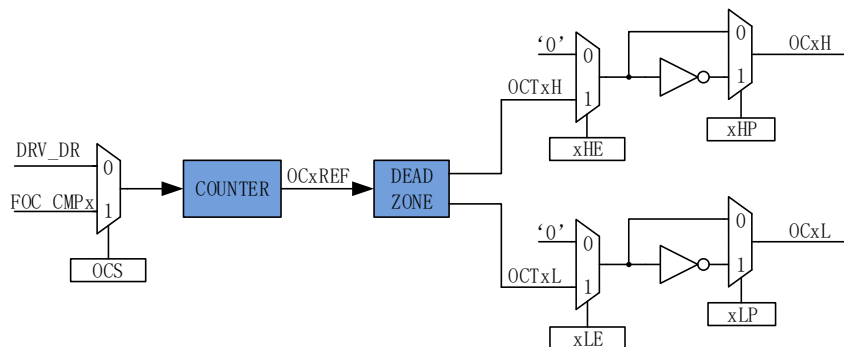 DRV_DR
0
FOC_CMPx
1
OCS
COUNTER
OCxREF
DEAD
ZONE
‘0’
0
OCTxH
1
xHE
0
1
xHP
OCxH
‘0’
0
OCTxL
1
xLE
0
1
xLP
OCxL